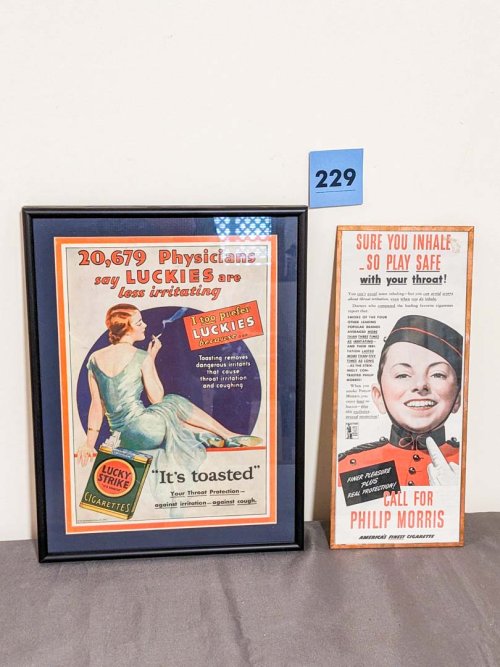 229
20,679 Physicians
say LUCKIES are
less irritating
"I too prefer
LUCKIES
because...
Toasting removes
dangerous irritants
that cause
throat irritation
and coughing
LUCKY
STRIKE
CIGARETTES
"It's toasted"
Your Throat Protection—
against irritation—against cough.
SURE YOU INHALE
—SO PLAY SAFE
with your throat!
FINER PLEASURE
PLUS
REAL PROTECTION!
CALL FOR
PHILIP MORRIS
AMERICA'S FINEST CIGARETTE